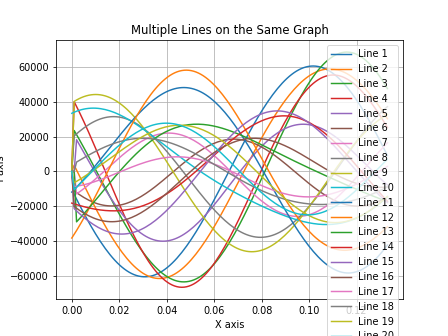 Multiple Lines on the Same Graph
60000
40000
20000
0
−20000
−40000
−60000
0.00
0.02
0.04
0.06
0.08
0.10
X axis
Line 1
Line 2
Line 3
Line 4
Line 5
Line 6
Line 7
Line 8
Line 9
Line 10
Line 11
Line 12
Line 13
Line 14
Line 15
Line 16
Line 17
Line 18
Line 19
Line 20